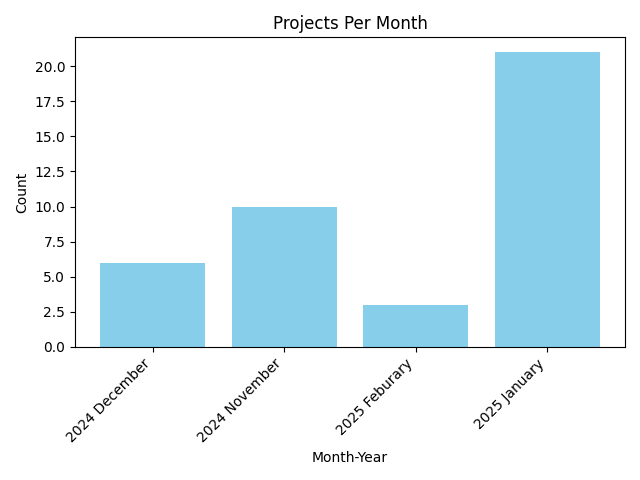 Projects Per Month
Count
20.0
17.5
15.0
12.5
10.0
7.5
5.0
2.5
0.0
2024 December
2024 November
2025 Feburary
2025 January
Month-Year